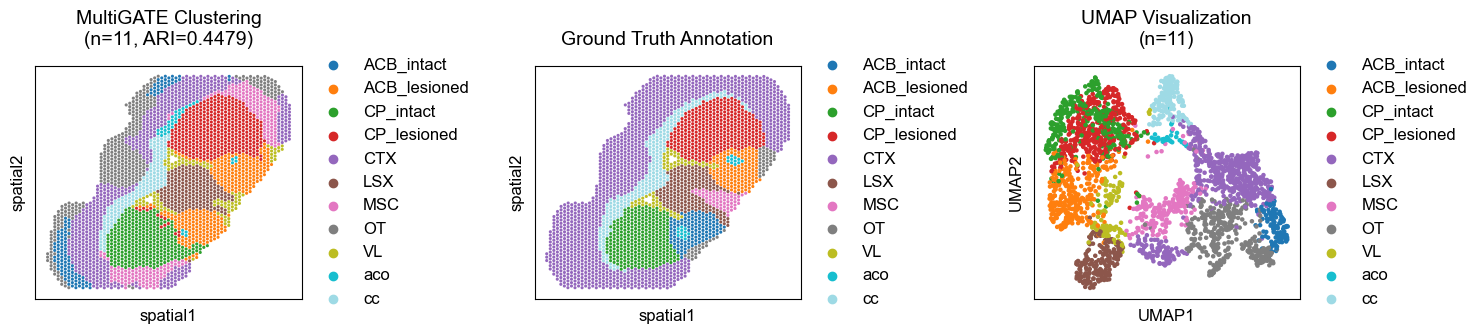 MultiGATE Clustering
(n=11, ARI=0.4479)
spatial2
spatial1
ACB_intact
ACB_lesioned
CP_intact
CP_lesioned
CTX
LSX
MSC
OT
VL
aco
cc
Ground Truth Annotation
spatial2
spatial1
ACB_intact
ACB_lesioned
CP_intact
CP_lesioned
CTX
LSX
MSC
OT
VL
aco
cc
UMAP Visualization
(n=11)
UMAP2
UMAP1
ACB_intact
ACB_lesioned
CP_intact
CP_lesioned
CTX
LSX
MSC
OT
VL
aco
cc